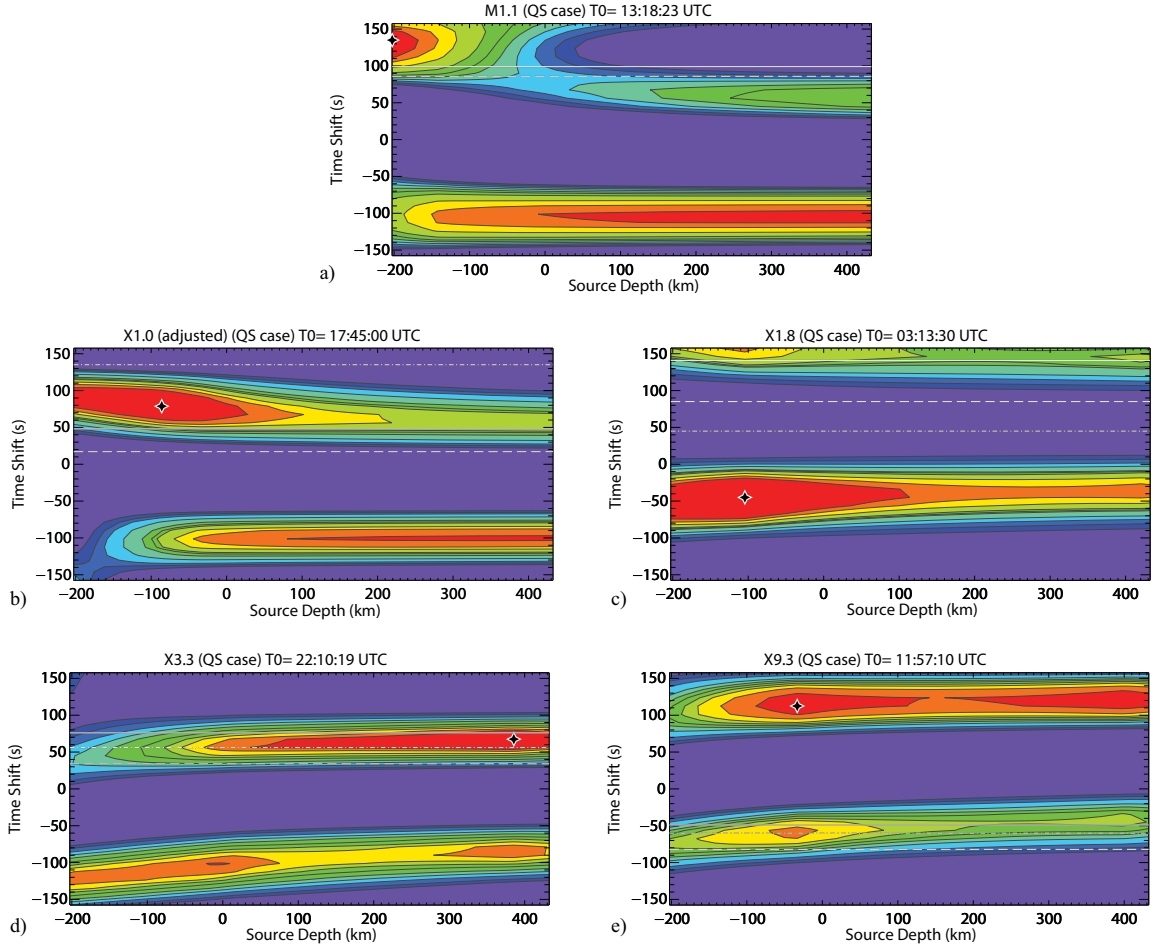 M1.1 (QS case) T0= 13:18:23 UTC
150
100
50
0
−50
−100
−150
Time Shift (s)
−200 −100 0 100 200 300 400
Source Depth (km)
a)
X1.0 (adjusted) (QS case) T0= 17:45:00 UTC
150
100
50
0
−50
−100
−150
Time Shift (s)
−200 −100 0 100 200 300 400
Source Depth (km)
b)
X1.8 (QS case) T0= 03:13:30 UTC
150
100
50
0
−50
−100
−150
Time Shift (s)
−200 −100 0 100 200 300 400
Source Depth (km)
c)
X3.3 (QS case) T0= 22:10:19 UTC
150
100
50
0
−50
−100
−150
Time Shift (s)
−200 −100 0 100 200 300 400
Source Depth (km)
d)
X9.3 (QS case) T0= 11:57:10 UTC
150
100
50
0
−50
−100
−150
Time Shift (s)
−200 −100 0 100 200 300 400
Source Depth (km)
e)